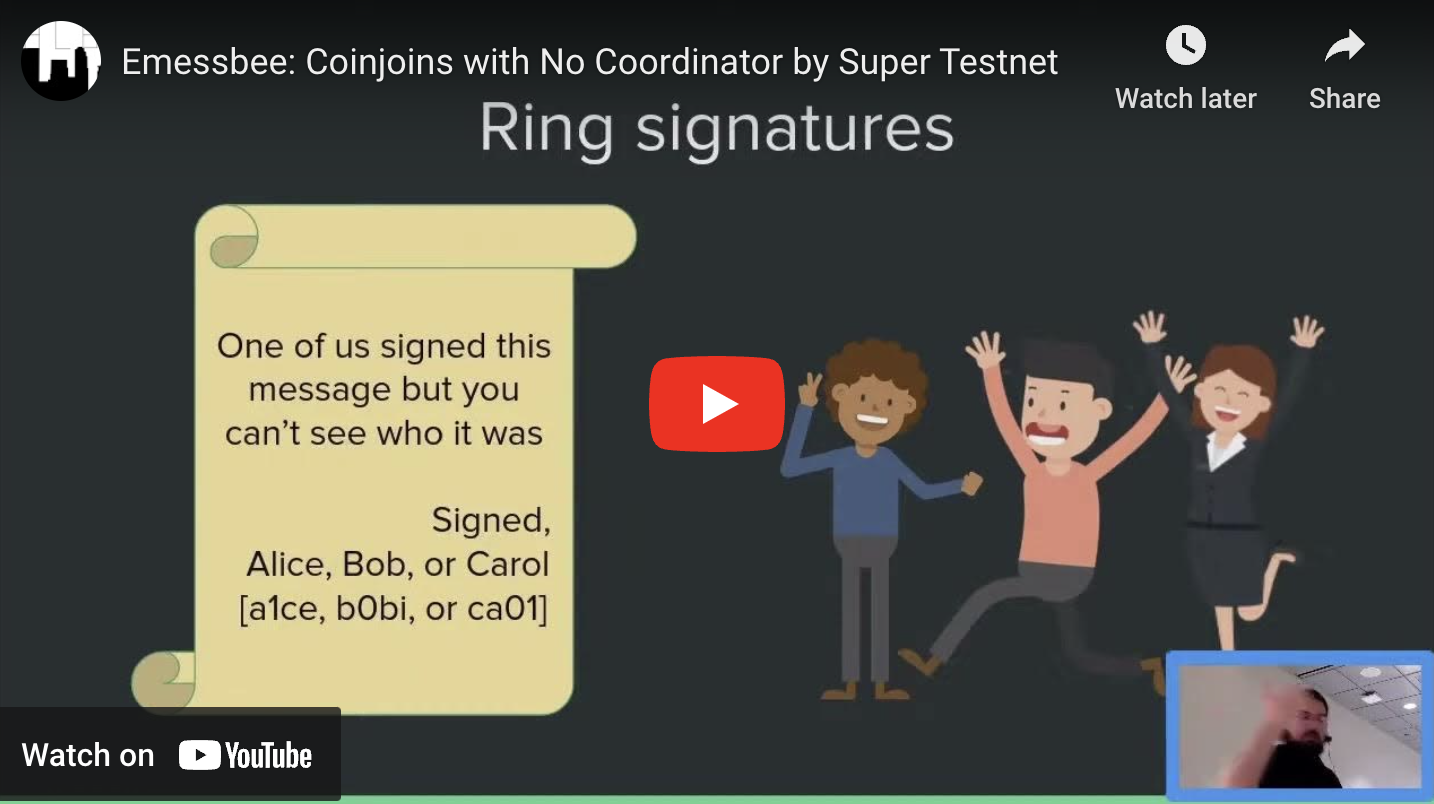 Emessbee: Coinjoins with No Coordinator by Super Testnet
Watch later
Share
Ring signatures
One of us signed this
message but you
can't see who it was
Signed,
Alice, Bob, or Carol
[a1ce, b0bi, or ca01]
Watch on YouTube